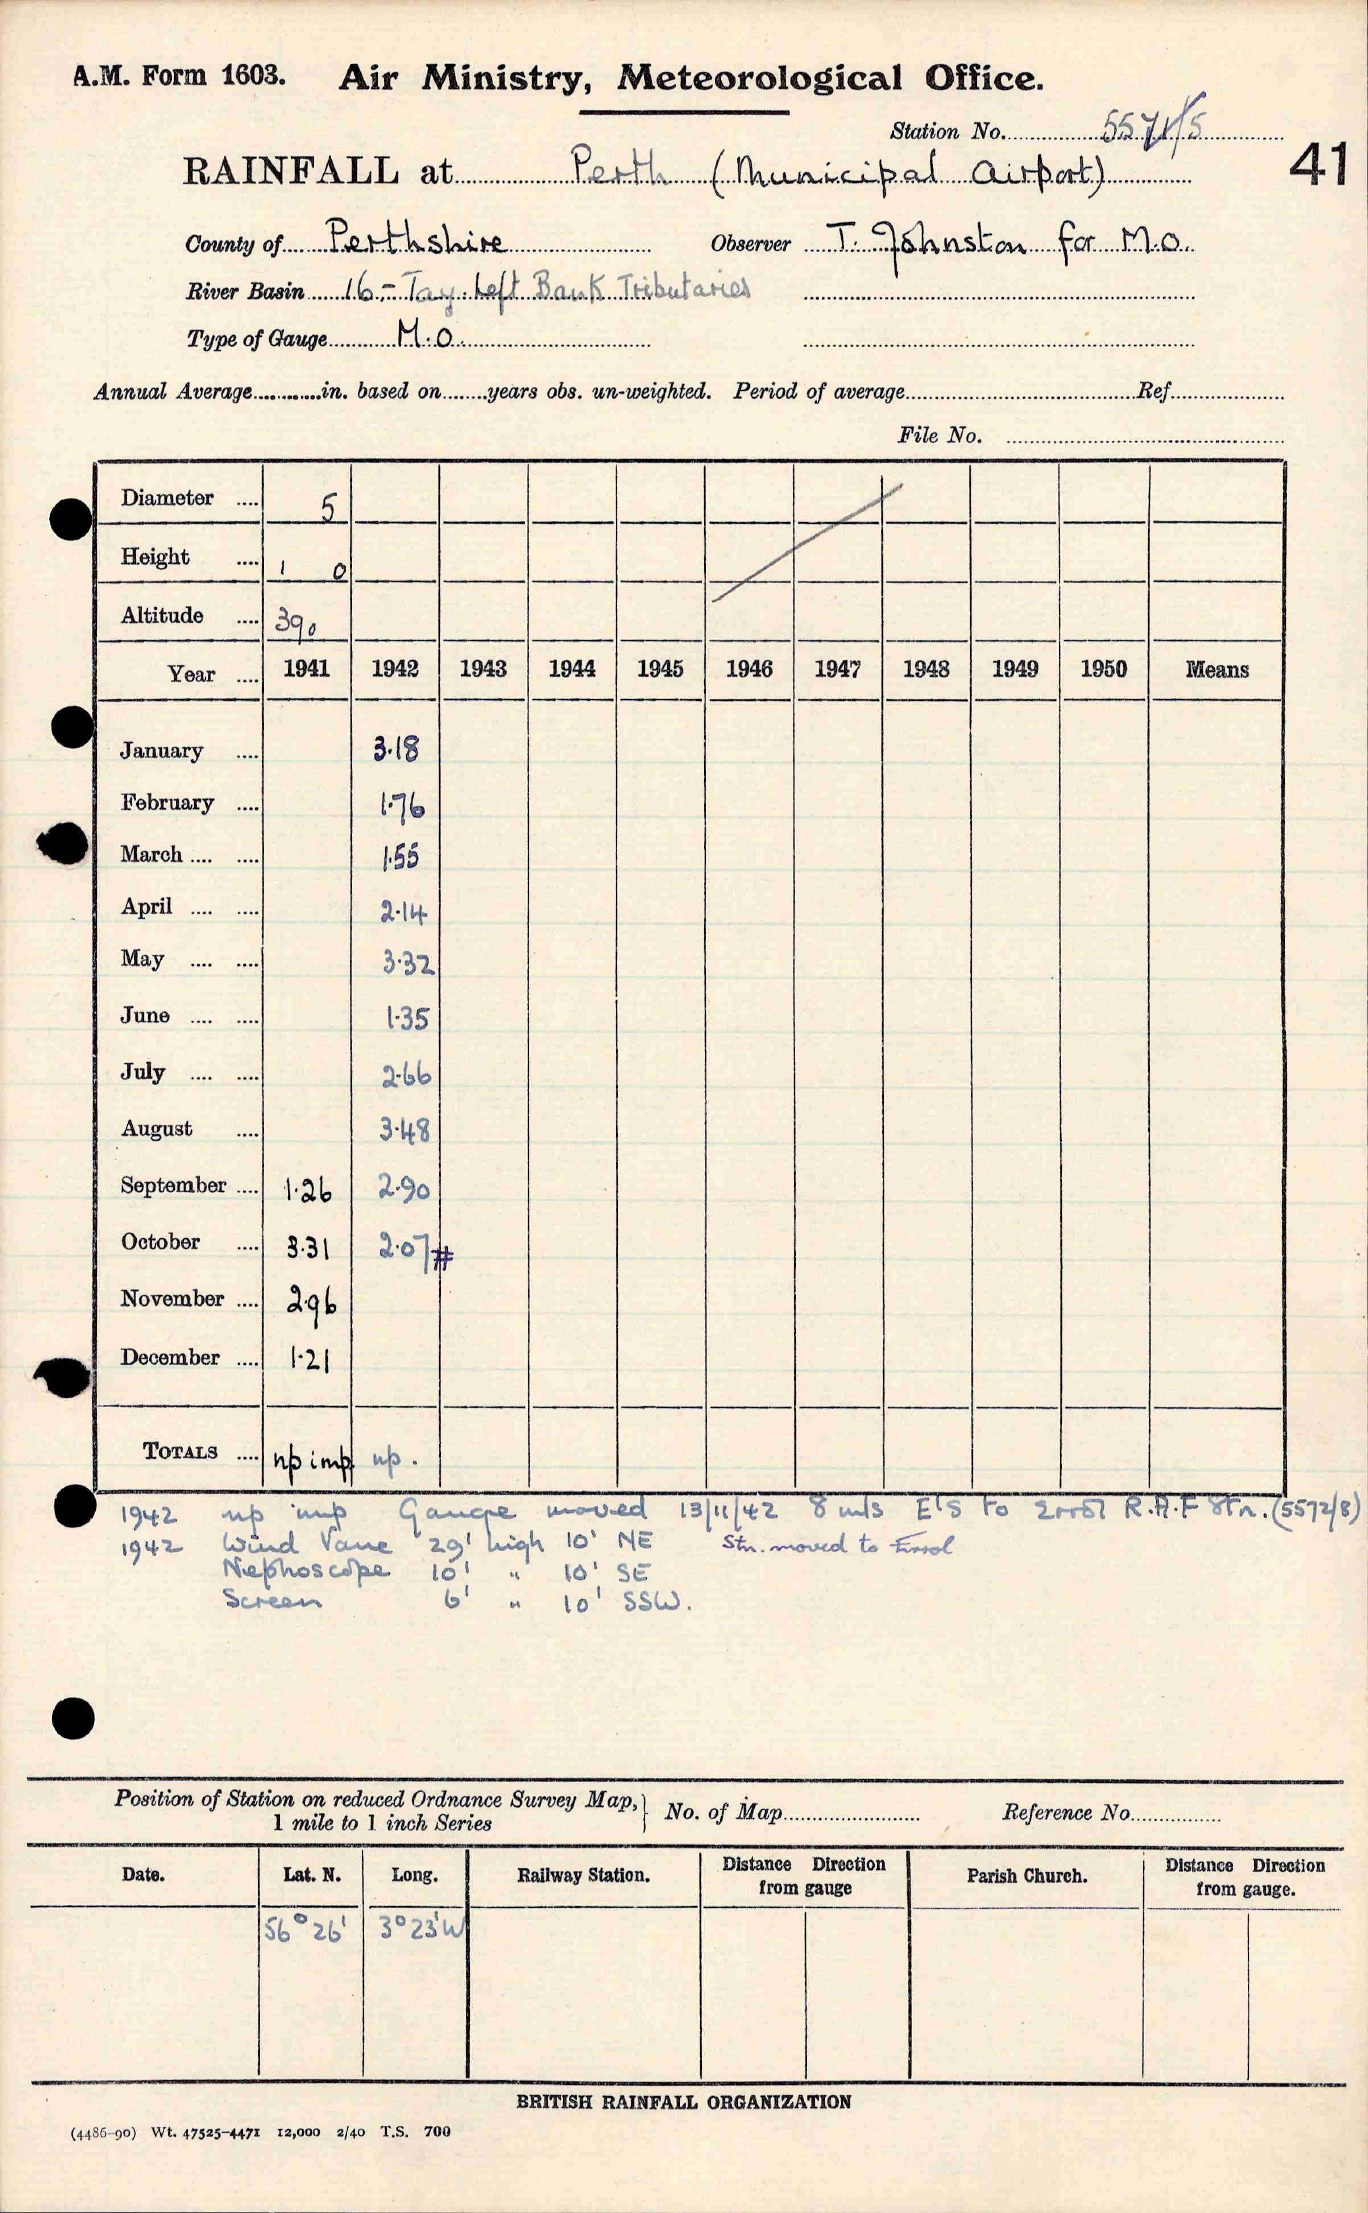 A.M. Form 1603. Air Ministry, Meteorological Office.
Station No. 5571/5
41
RAINFALL at Perth (Municipal Airport)
County of Perthshire Observer T. Johnston for M.O.
River Basin 16 - Tay. Left Bank Tributaries
Type of Gauge M.O.
Annual Average in. based on years obs. un-weighted. Period of average Ref.
File No.
Diameter 5
Height 1 0
Altitude 390
Year 1941 1942 1943 1944 1945 1946 1947 1948 1949 1950 Means
January 3.18
February 1.76
March 1.55
April 2.14
May 3.32
June 1.35
July 2.66
August 3.48
September 1.26 2.90
October 3.31 2.07#
November 2.96
December 1.21
TOTALS np imp np.
1942 np imp Gauge moved 13/11/42 8 mls E'S to Errol R.A.F Stn. (5572/8)
1942 Wind Vane 29' high 10' NE Stn. moved to Errol
Nephoscope 10' " 10' SE
Screen 6' " 10' SSW.
Position of Station on reduced Ordnance Survey Map, 1 mile to 1 inch Series } No. of Map Reference No.
Date. Lat. N. Long. Railway Station. Distance Direction from gauge Parish Church. Distance Direction from gauge.
56° 26' 3° 23'W
BRITISH RAINFALL ORGANIZATION
(4486-90) Wt. 47525-4471 12,000 2/40 T.S. 700